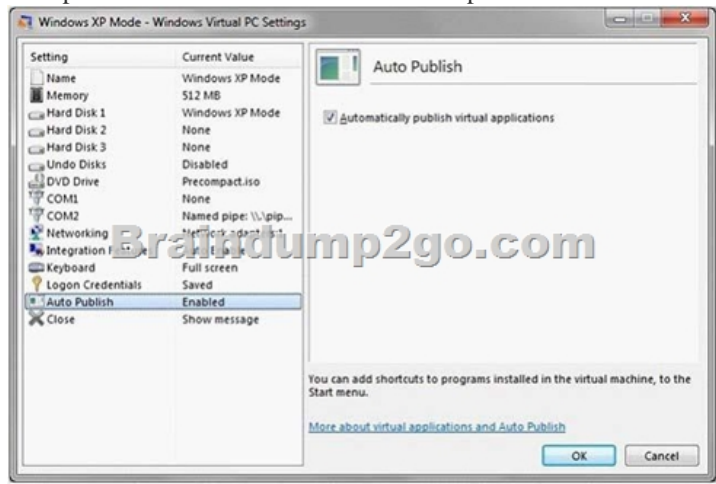 Windows XP Mode - Windows Virtual PC Settings
Setting Current Value
Name Windows XP Mode
Memory 512 MB
Hard Disk 1 Windows XP Mode
Hard Disk 2 None
Hard Disk 3 None
Undo Disks Disabled
DVD Drive Precompact.iso
COM1 None
COM2 Named pipe: \\.\pip...
Networking
Integration
Keyboard Full screen
Logon Credentials Saved
Auto Publish Enabled
Close Show message
Auto Publish
Automatically publish virtual applications
Braindump2go.com
You can add shortcuts to programs installed in the virtual machine, to the
Start menu.
More about virtual applications and Auto Publish
OK Cancel